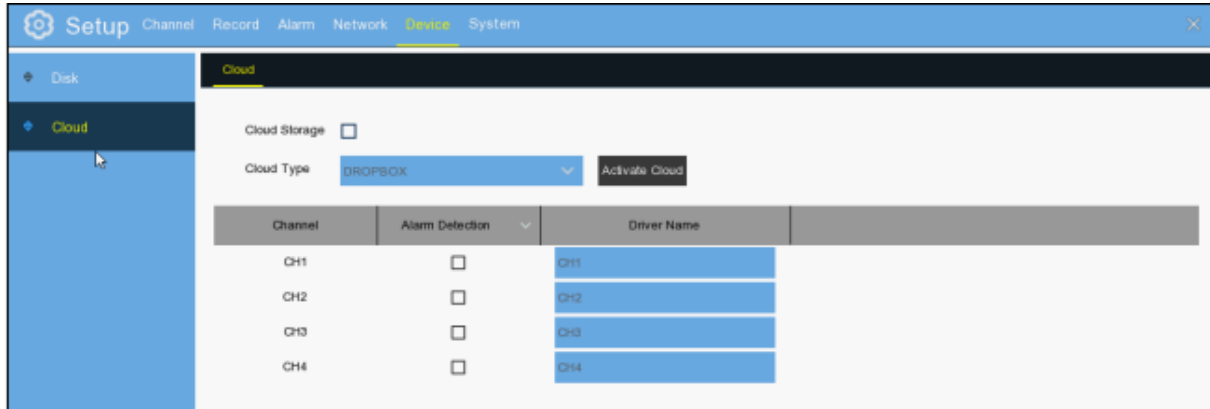 Setup Channel Record Alarm Network Device System
Disk
Cloud
Cloud
Cloud Storage
Cloud Type DROPBOX Activate Cloud
Channel Alarm Detection Driver Name
CH1 CH1
CH2 CH2
CH3 CH3
CH4 CH4